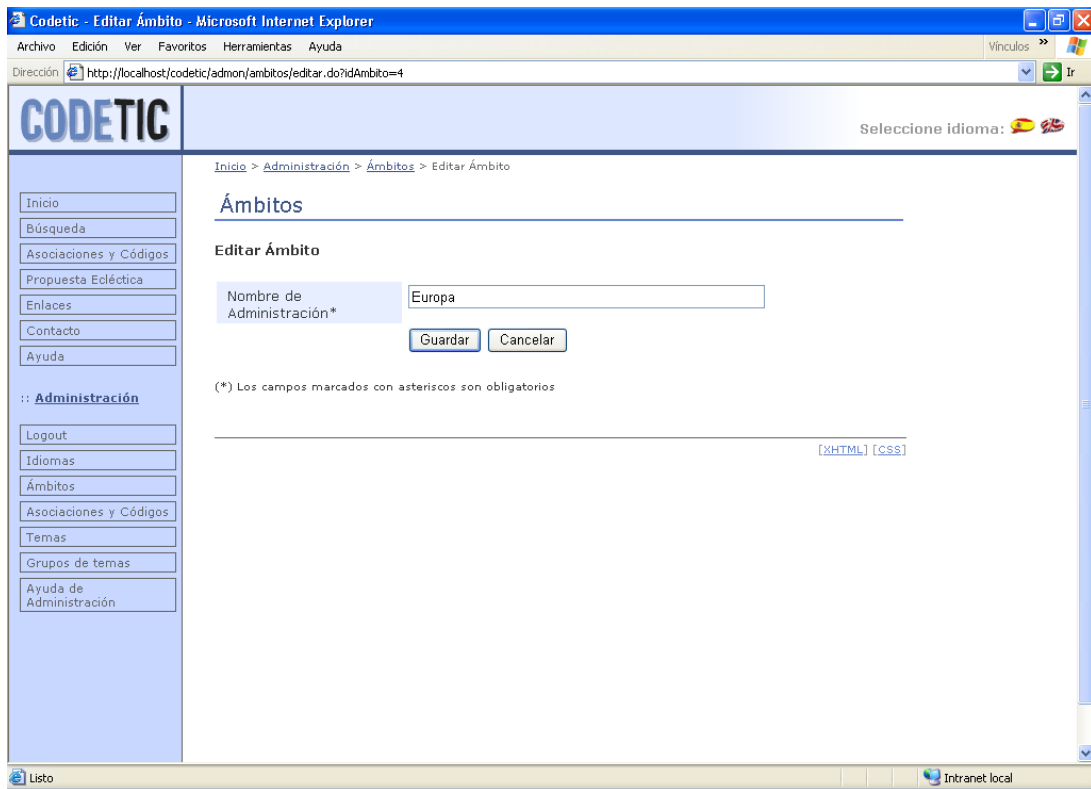 Codetic - Editar Ámbito - Microsoft Internet Explorer
Archivo Edición Ver Favoritos Herramientas Ayuda
Vínculos »
Dirección http://localhost/codetic/admon/ambitos/editar.do?idAmbito=4
Ir
CODETIC
Seleccione idioma:
Inicio > Administración > Ámbitos > Editar Ámbito
Inicio
Búsqueda
Asociaciones y Códigos
Propuesta Ecléctica
Enlaces
Contacto
Ayuda
:: Administración
Logout
Idiomas
Ámbitos
Asociaciones y Códigos
Temas
Grupos de temas
Ayuda de
Administración
Ámbitos
Editar Ámbito
Nombre de
Administración*
Europa
Guardar Cancelar
(*) Los campos marcados con asteriscos son obligatorios
[XHTML] [CSS]
Listo
Intranet local